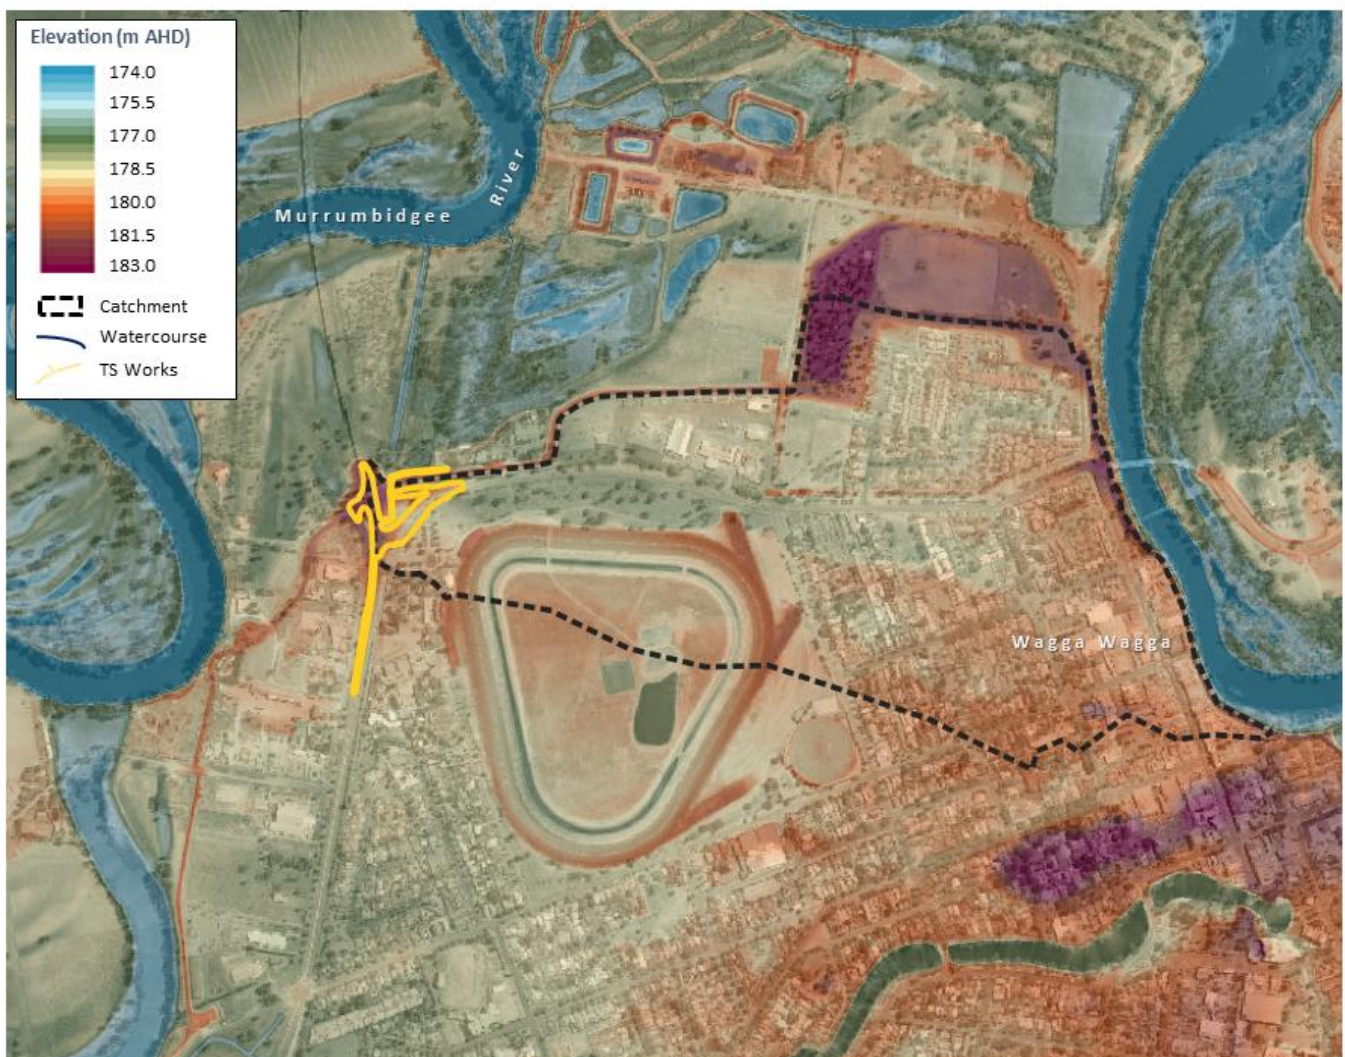 Elevation (m AHD)
174.0
175.5
177.0
178.5
180.0
181.5
183.0
Catchment
Watercourse
TS Works
Murrumbidgee
River
Wagga Wagga